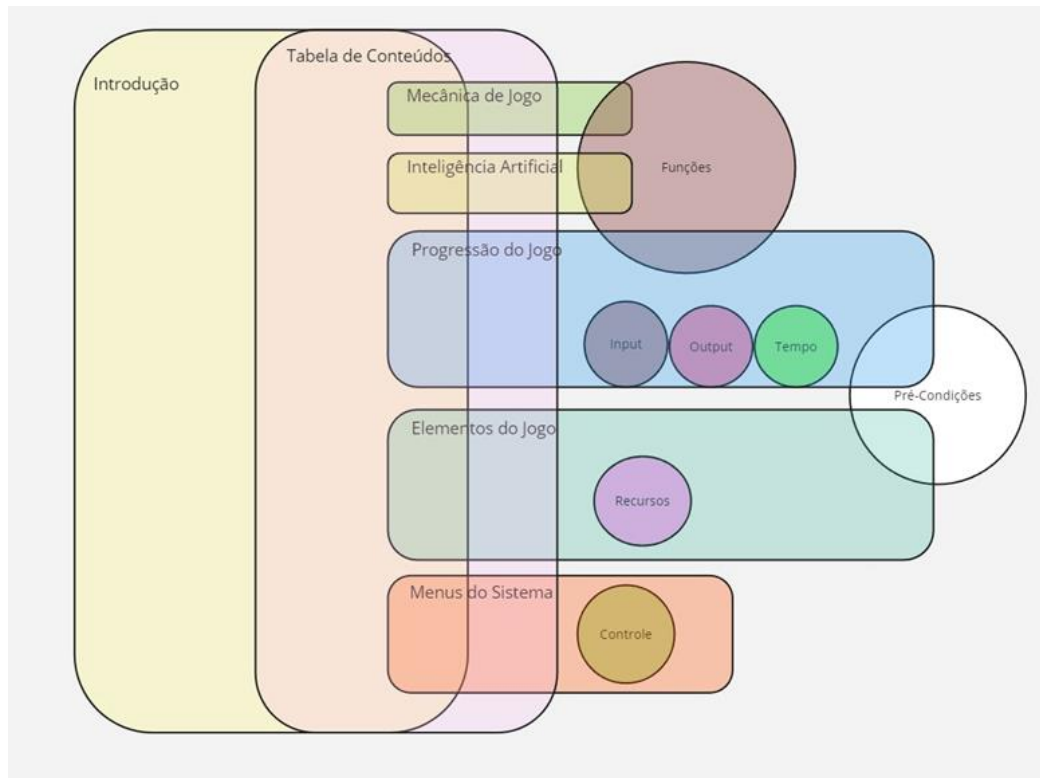 Introdução
Tabela de Conteúdos
Mecânica de Jogo
Inteligência Artificial
Funções
Progressão do Jogo
Input
Output
Tempo
Pré-Condições
Elementos do Jogo
Recursos
Menus do Sistema
Controle